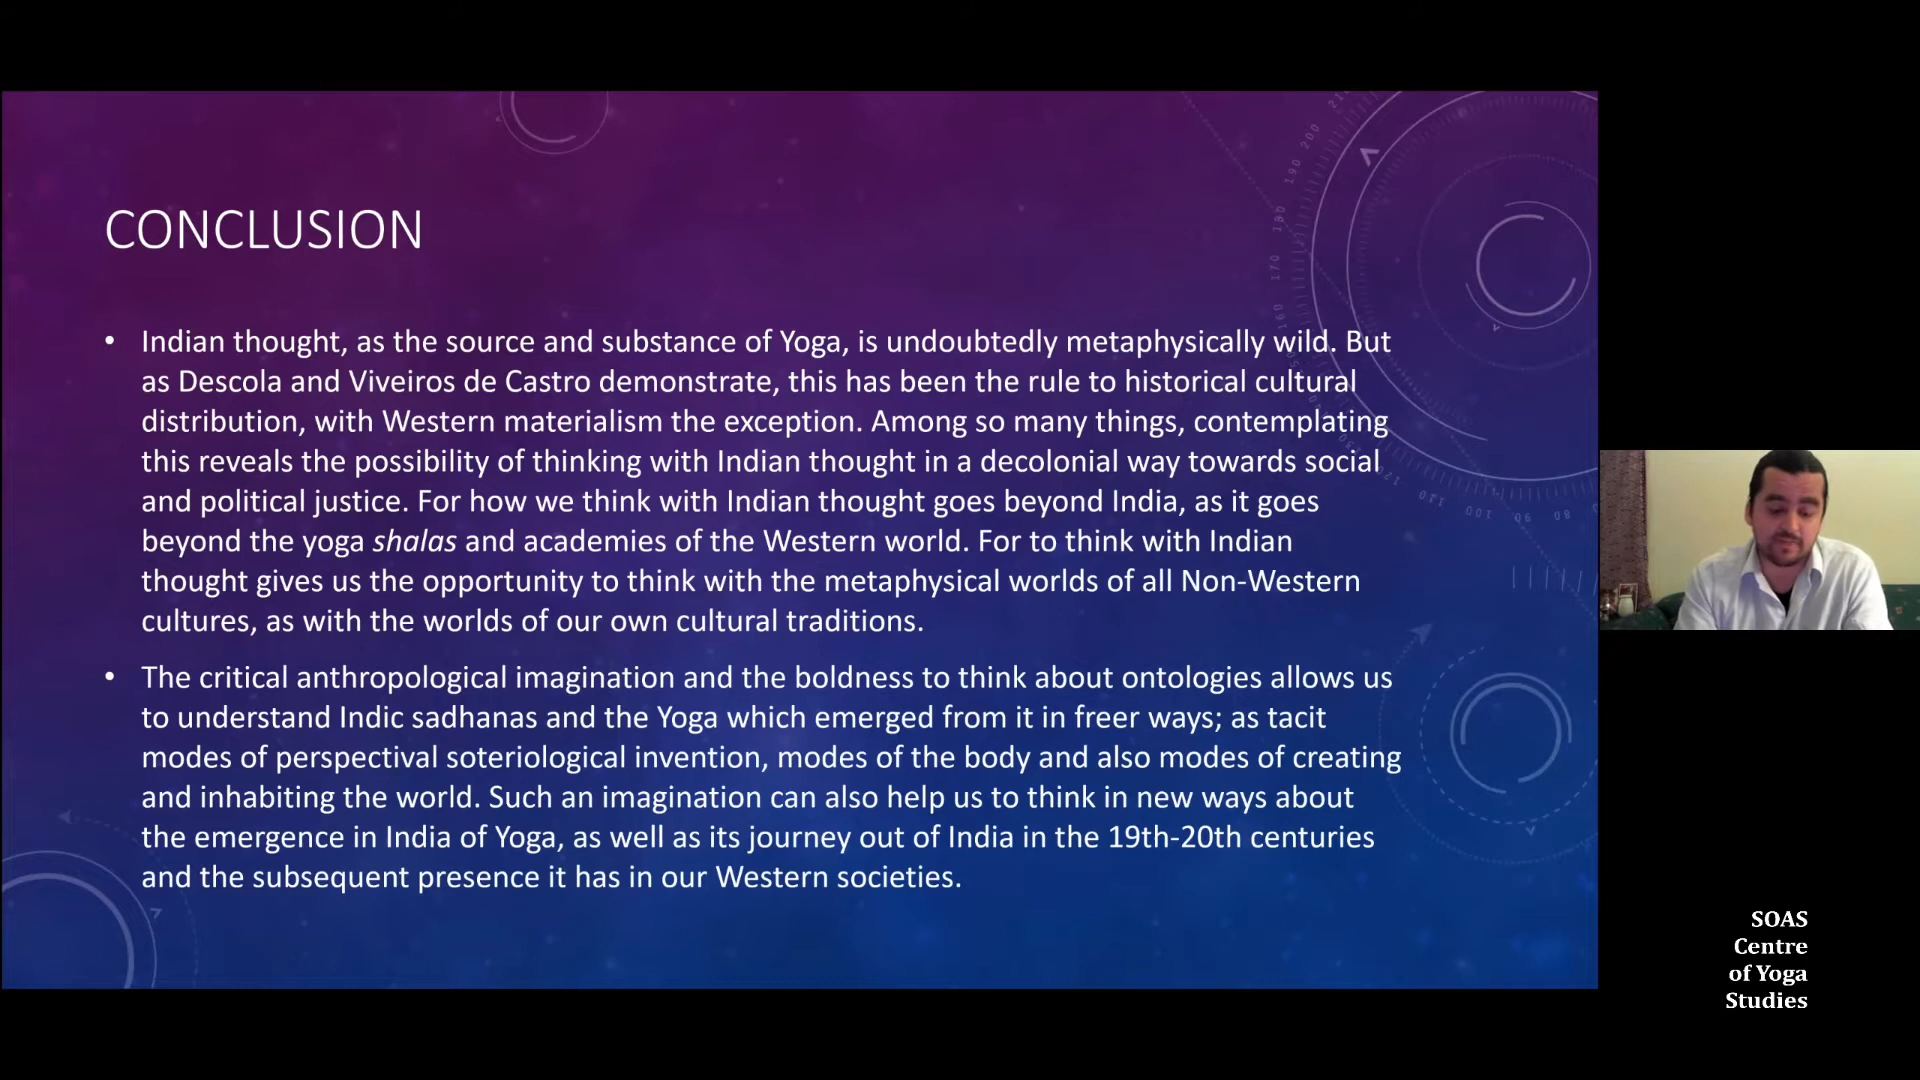 CONCLUSION
• Indian thought, as the source and substance of Yoga, is undoubtedly metaphysically wild. But
as Descola and Viveiros de Castro demonstrate, this has been the rule to historical cultural
distribution, with Western materialism the exception. Among so many things, contemplating
this reveals the possibility of thinking with Indian thought in a decolonial way towards social
and political justice. For how we think with Indian thought goes beyond India, as it goes
beyond the yoga shalas and academies of the Western world. For to think with Indian
thought gives us the opportunity to think with the metaphysical worlds of all Non-Western
cultures, as with the worlds of our own cultural traditions.
• The critical anthropological imagination and the boldness to think about ontologies allows us
to understand Indic sadhanas and the Yoga which emerged from it in freer ways; as tacit
modes of perspectival soteriological invention, modes of the body and also modes of creating
and inhabiting the world. Such an imagination can also help us to think in new ways about
the emergence in India of Yoga, as well as its journey out of India in the 19th-20th centuries
and the subsequent presence it has in our Western societies.
210
200
190
180
170
160
110
100
90
80
SOAS
Centre
of Yoga
Studies